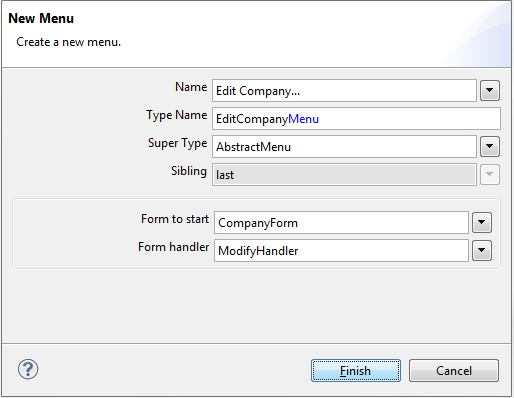 New Menu
Create a new menu.
Name Edit Company...
Type Name EditCompanyMenu
Super Type AbstractMenu
Sibling last
Form to start CompanyForm
Form handler ModifyHandler
? Finish Cancel